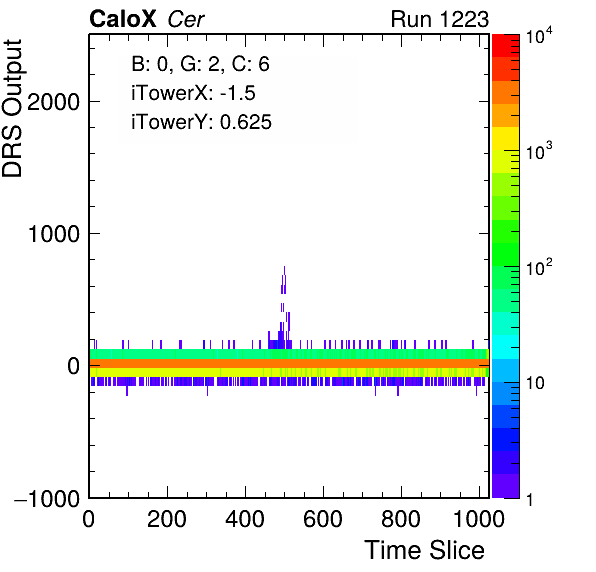 CaloX Cer Run 1223
B: 0, G: 2, C: 6
iTowerX: -1.5
iTowerY: 0.625
DRS Output
2000
1000
0
−1000
0 200 400 600 800 1000
Time Slice
10^4
10^3
10^2
10
1